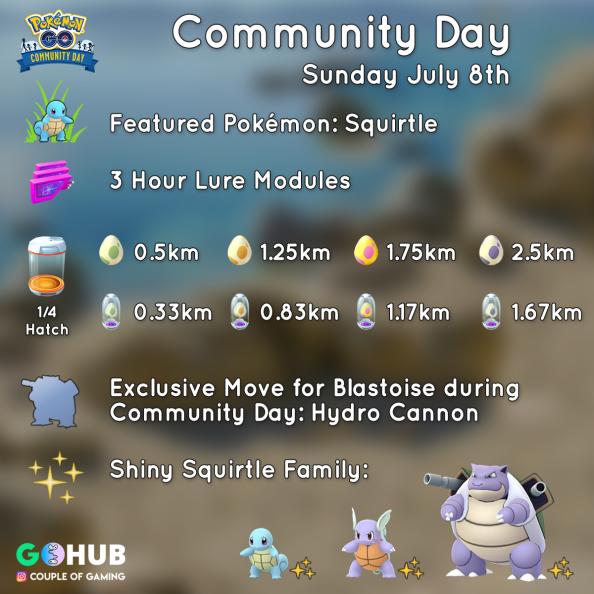 Pokémon
GO
COMMUNITY DAY
Community Day
Sunday July 8th
Featured Pokémon: Squirtle
3 Hour Lure Modules
0.5km 1.25km 1.75km 2.5km
1/4
Hatch
0.33km 0.83km 1.17km 1.67km
Exclusive Move for Blastoise during
Community Day: Hydro Cannon
Shiny Squirtle Family:
GOHUB
COUPLE OF GAMING